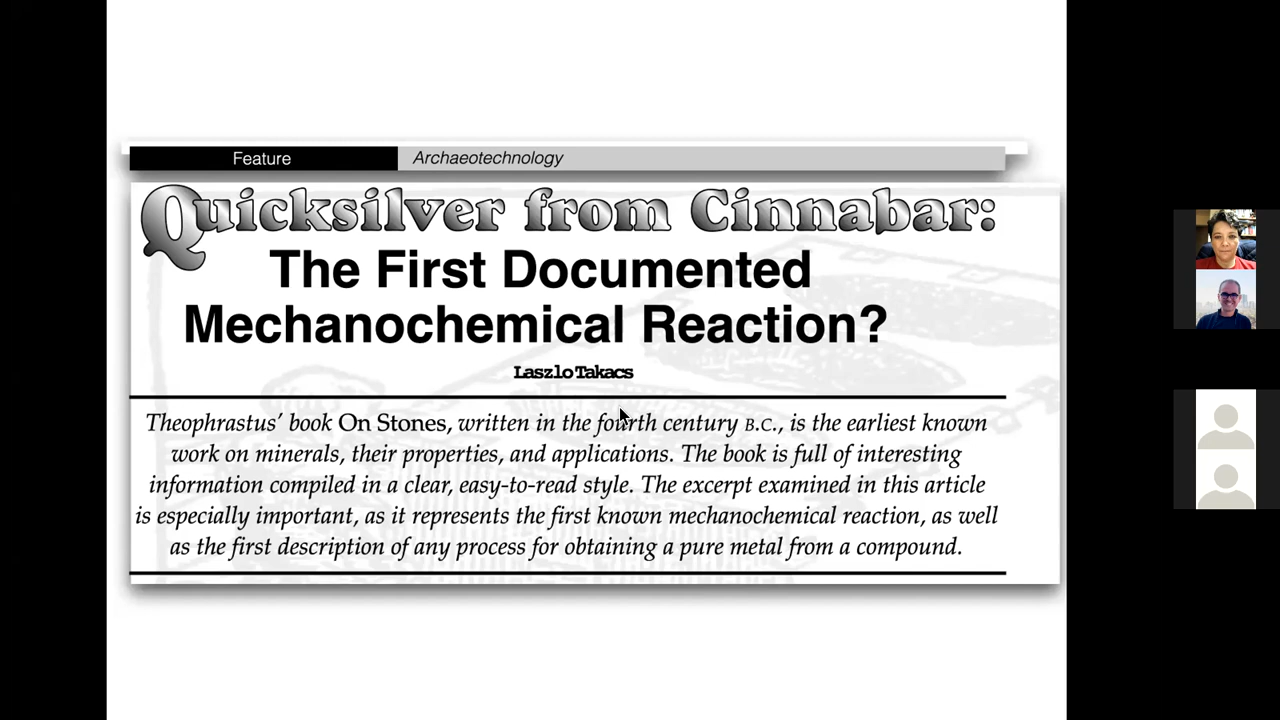 Feature
Archaeotechnology
Quicksilver from Cinnabar:
The First Documented
Mechanochemical Reaction?
Laszlo Takacs
Theophrastus’ book On Stones, written in the fourth century B.C., is the earliest known
work on minerals, their properties, and applications. The book is full of interesting
information compiled in a clear, easy-to-read style. The excerpt examined in this article
is especially important, as it represents the first known mechanochemical reaction, as well
as the first description of any process for obtaining a pure metal from a compound.